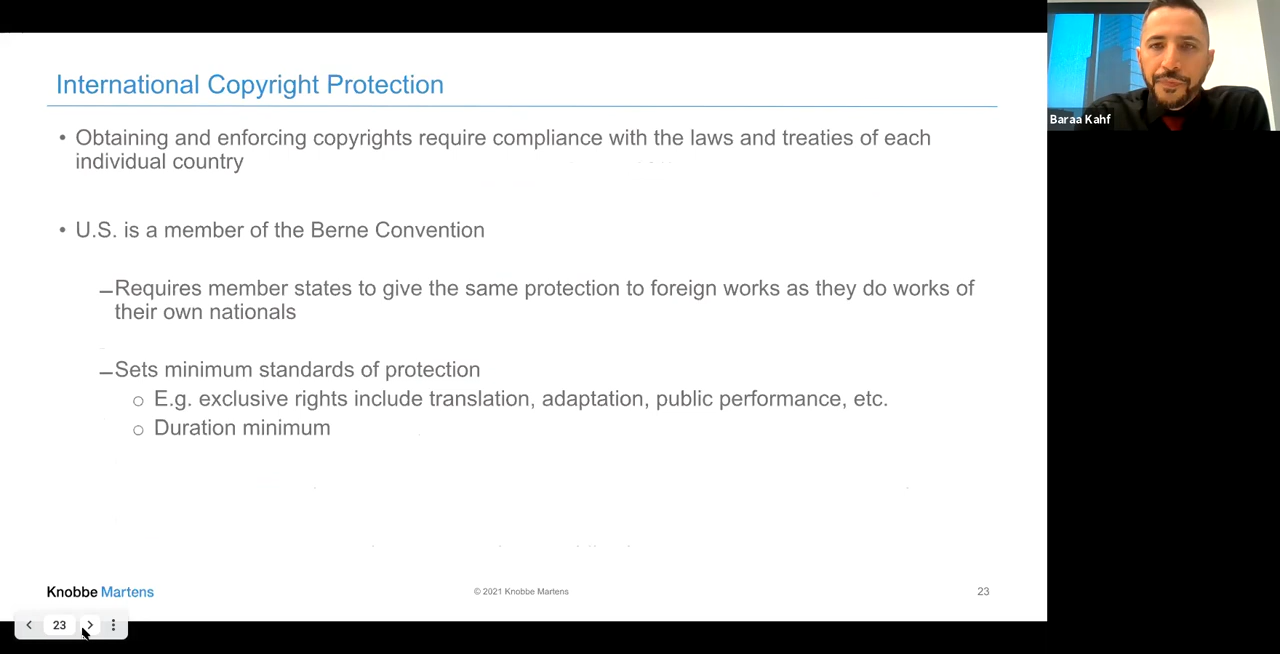 International Copyright Protection
• Obtaining and enforcing copyrights require compliance with the laws and treaties of each
individual country
• U.S. is a member of the Berne Convention
– Requires member states to give the same protection to foreign works as they do works of
their own nationals
– Sets minimum standards of protection
o E.g. exclusive rights include translation, adaptation, public performance, etc.
o Duration minimum
Knobbe Martens
© 2021 Knobbe Martens
23
23
Baraa Kahf